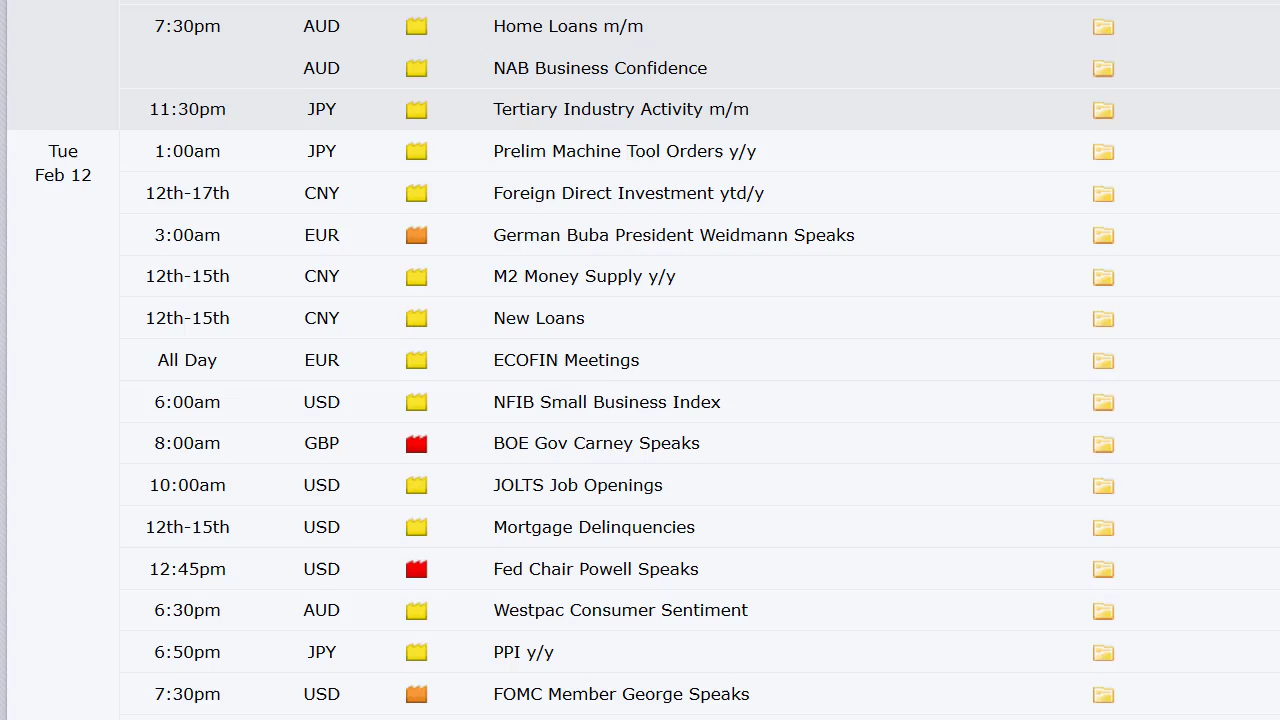 7:30pm AUD Home Loans m/m
AUD NAB Business Confidence
11:30pm JPY Tertiary Industry Activity m/m
Tue 1:00am JPY Prelim Machine Tool Orders y/y
Feb 12
12th-17th CNY Foreign Direct Investment ytd/y
3:00am EUR German Buba President Weidmann Speaks
12th-15th CNY M2 Money Supply y/y
12th-15th CNY New Loans
All Day EUR ECOFIN Meetings
6:00am USD NFIB Small Business Index
8:00am GBP BOE Gov Carney Speaks
10:00am USD JOLTS Job Openings
12th-15th USD Mortgage Delinquencies
12:45pm USD Fed Chair Powell Speaks
6:30pm AUD Westpac Consumer Sentiment
6:50pm JPY PPI y/y
7:30pm USD FOMC Member George Speaks